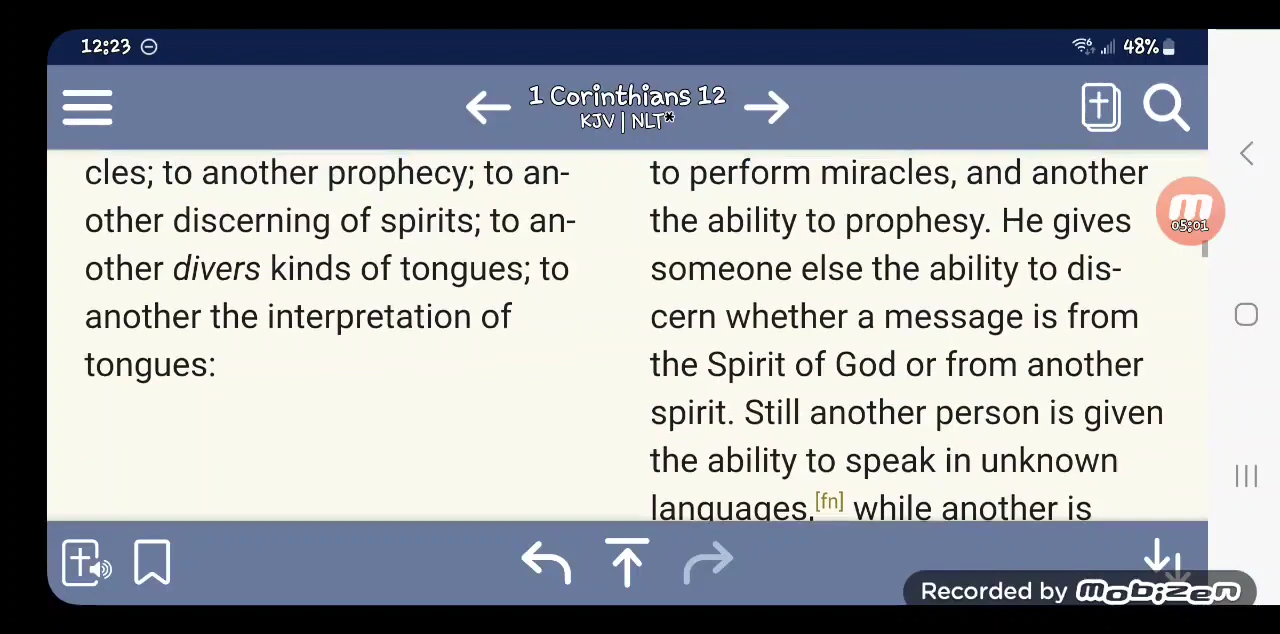 12:23
48%
1 Corinthians 12
KJV | NLT*
cles; to another prophecy; to an-
other discerning of spirits; to an-
other divers kinds of tongues; to
another the interpretation of
tongues:
to perform miracles, and another
the ability to prophesy. He gives
someone else the ability to dis-
cern whether a message is from
the Spirit of God or from another
spirit. Still another person is given
the ability to speak in unknown
languages,[fn] while another is
05:01
Recorded by Mobizen